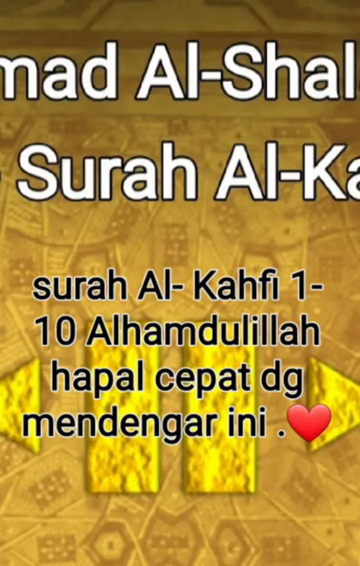 mad Al-Shal
Surah Al-Ka
surah Al- Kahfi 1-
10 Alhamdulillah
hapal cepat dg
mendengar ini .❤️